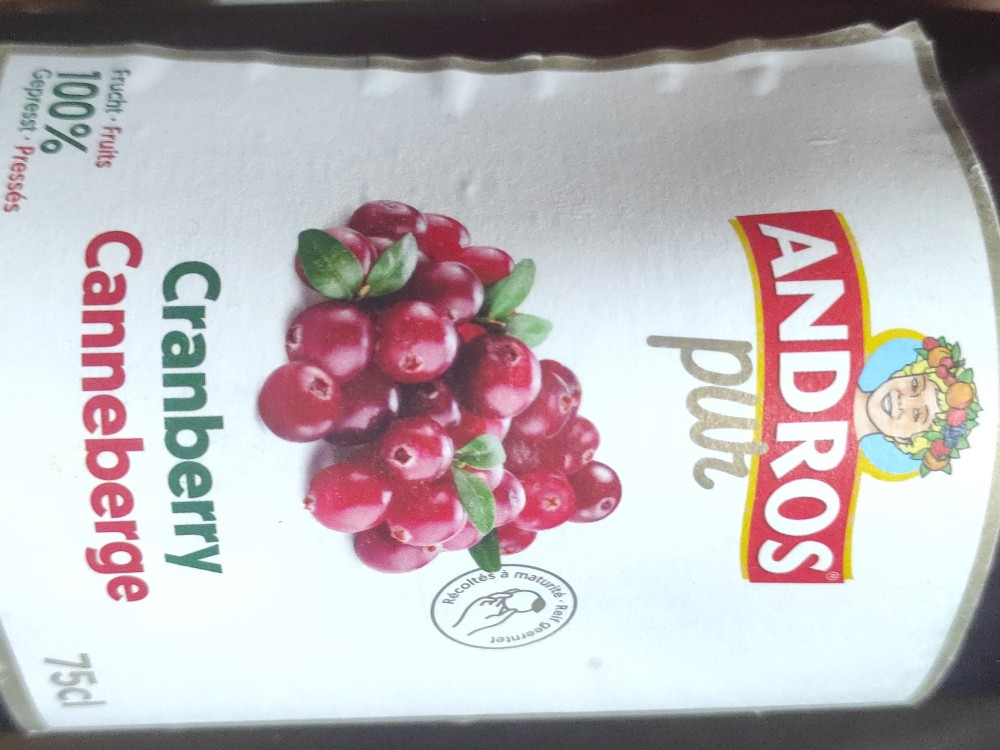 ANDROS®
pur
Récoltés à maturité · Reif geerntet
Cranberry
Canneberge
Frucht · Fruits
100%
Gepresst · Pressés
75cl